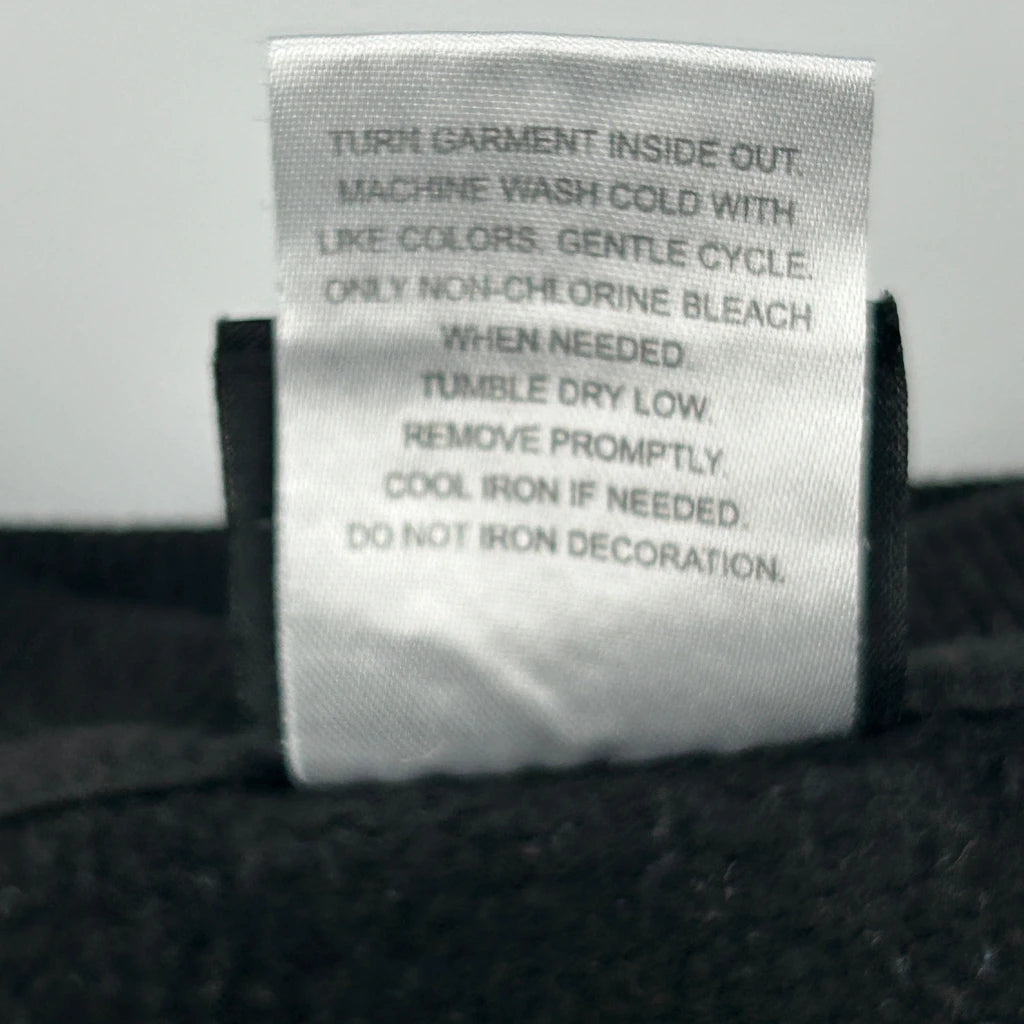 TURN GARMENT INSIDE OUT.
MACHINE WASH COLD WITH
LIKE COLORS. GENTLE CYCLE.
ONLY NON-CHLORINE BLEACH
WHEN NEEDED.
TUMBLE DRY LOW.
REMOVE PROMPTLY.
COOL IRON IF NEEDED.
DO NOT IRON DECORATION.